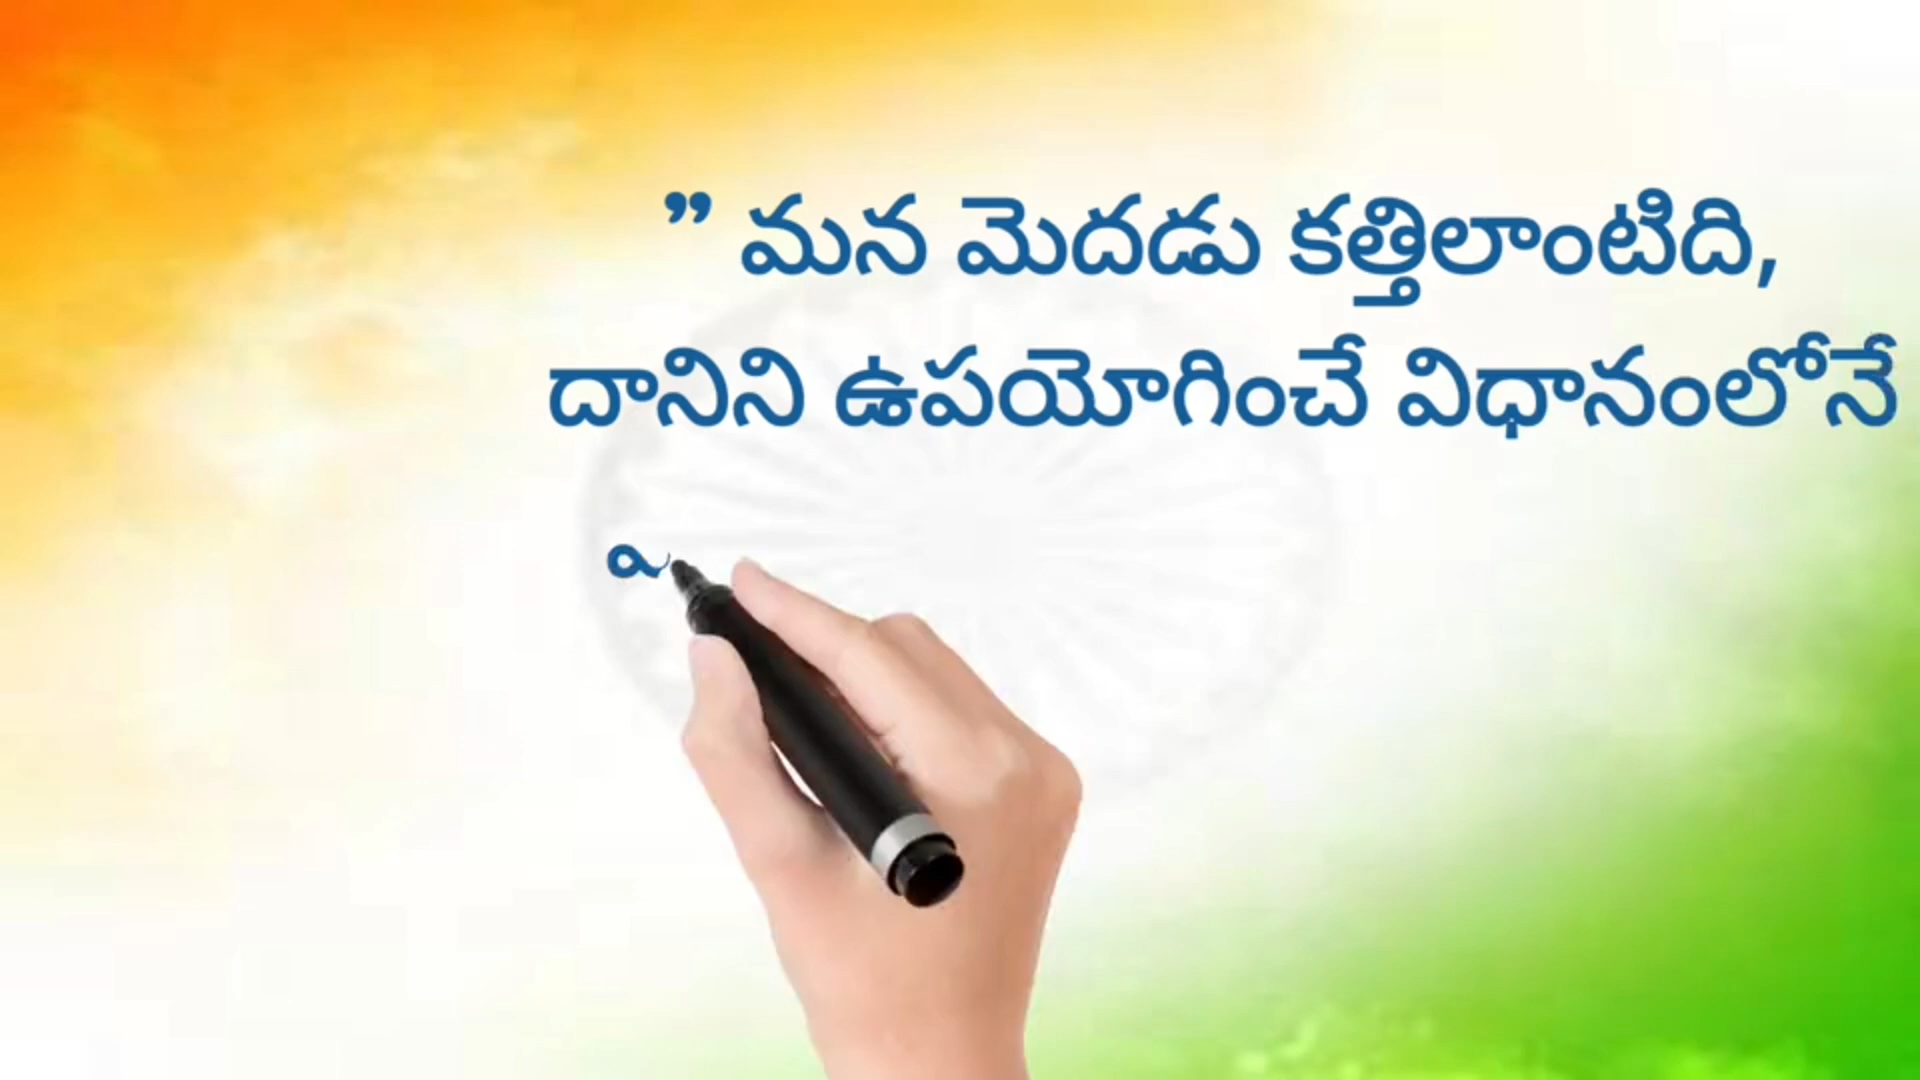 ” మన మెదడు కత్తిలాంటిది,
దానిని ఉపయోగించే విధానంలోనే